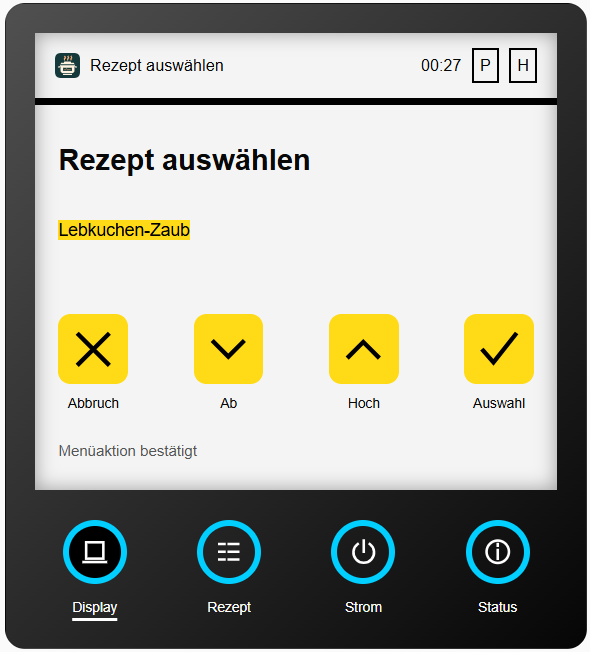 Rezept auswählen
00:27
P
H
Rezept auswählen
Lebkuchen-Zaub
Abbruch
Ab
Hoch
Auswahl
Menüaktion bestätigt
Display
Rezept
Strom
Status